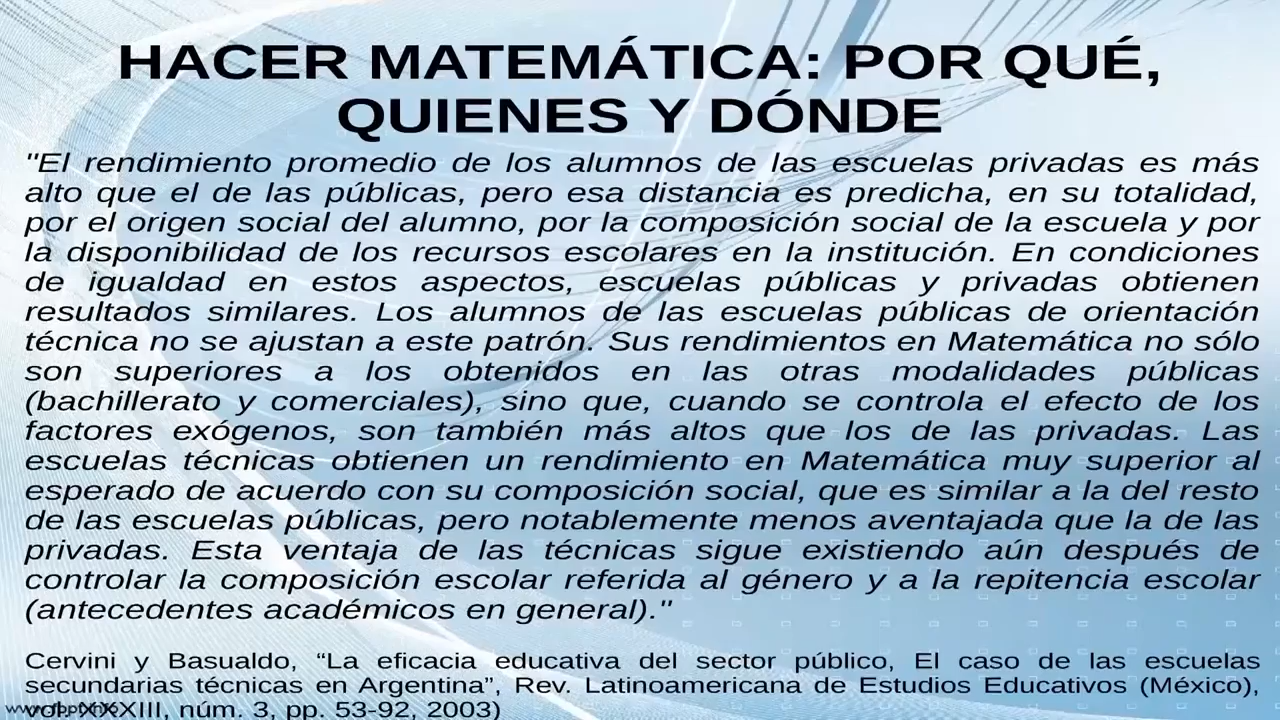 HACER MATEMÁTICA: POR QUÉ,
QUIENES Y DÓNDE
"El rendimiento promedio de los alumnos de las escuelas privadas es más
alto que el de las públicas, pero esa distancia es predicha, en su totalidad,
por el origen social del alumno, por la composición social de la escuela y por
la disponibilidad de los recursos escolares en la institución. En condiciones
de igualdad en estos aspectos, escuelas públicas y privadas obtienen
resultados similares. Los alumnos de las escuelas públicas de orientación
técnica no se ajustan a este patrón. Sus rendimientos en Matemática no sólo
son superiores a los obtenidos en las otras modalidades públicas
(bachillerato y comerciales), sino que, cuando se controla el efecto de los
factores exógenos, son también más altos que los de las privadas. Las
escuelas técnicas obtienen un rendimiento en Matemática muy superior al
esperado de acuerdo con su composición social, que es similar a la del resto
de las escuelas públicas, pero notablemente menos aventajada que la de las
privadas. Esta ventaja de las técnicas sigue existiendo aún después de
controlar la composición escolar referida al género y a la repitencia escolar
(antecedentes académicos en general)."
Cervini y Basualdo, “La eficacia educativa del sector público, El caso de las escuelas
secundarias técnicas en Argentina”, Rev. Latinoamericana de Estudios Educativos (México),
vol. XXXIII, núm. 3, pp. 53-92, 2003)